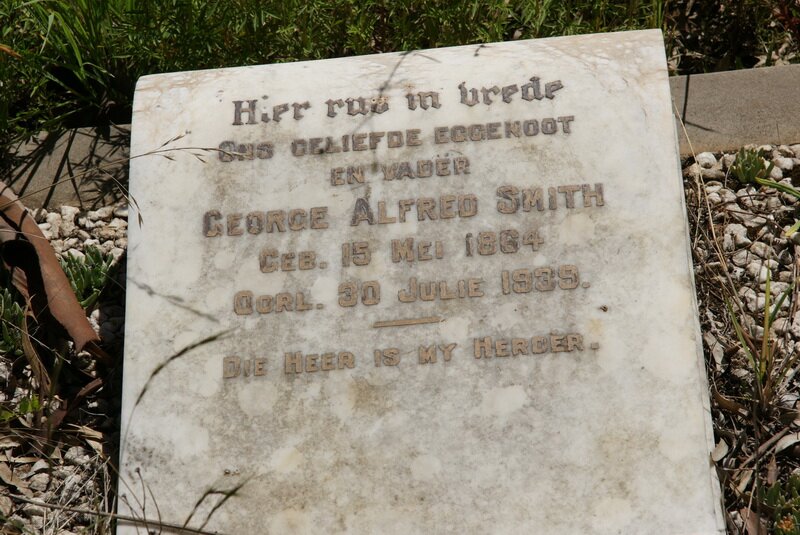 Hier rus in vrede
ONS GELIEFDE EGGENOOT
EN VADER
GEORGE ALFRED SMITH
GEB. 15 MEI 1864
OORL. 30 JULIE 1939.
DIE HEER IS MY HERDER.